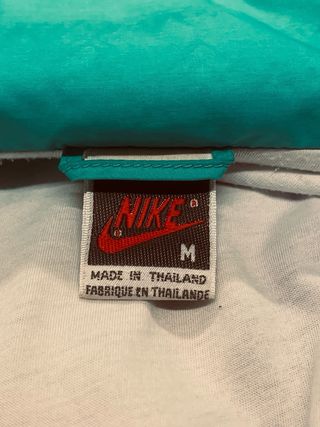 NIKE
M
MADE IN THAILAND
FABRIQUE EN THAILANDE